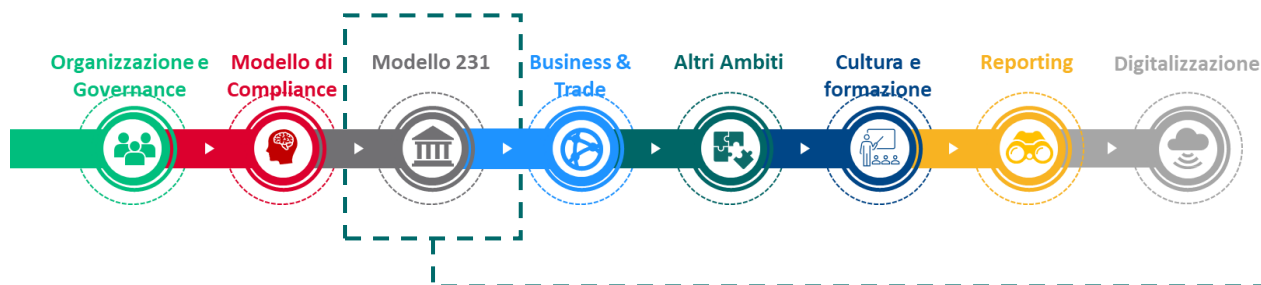 Organizzazione e
Governance
Modello di
Compliance
Modello 231
Business &
Trade
Altri Ambiti
Cultura e
formazione
Reporting
Digitalizzazione